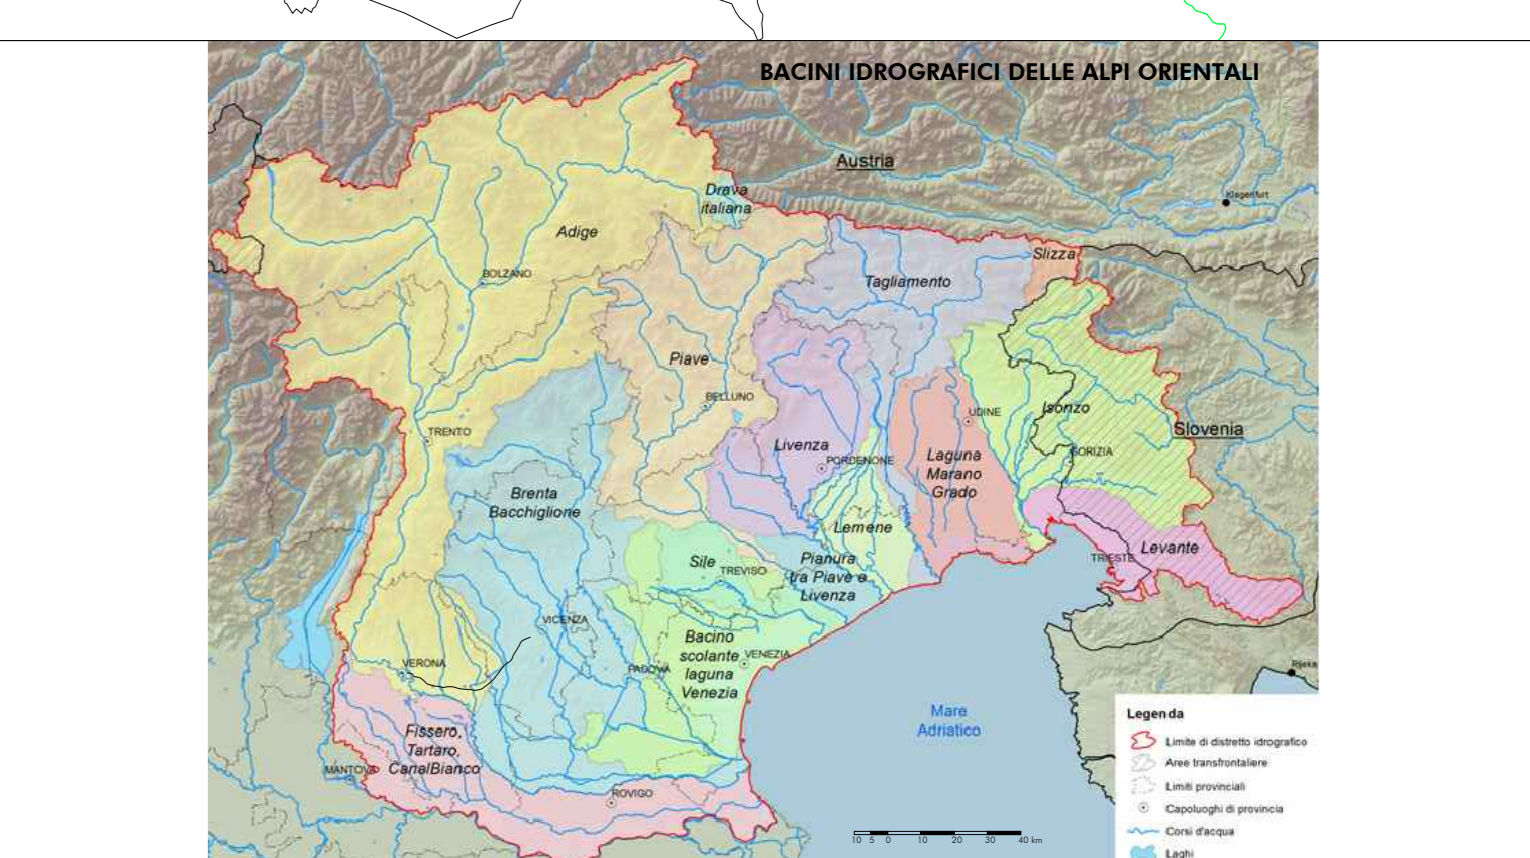 BACINI IDROGRAFICI DELLE ALPI ORIENTALI
Austria
Drava
italiana
Klagenfurt
Adige
Slizza
BOLZANO
Tagliamento
Piave
BELLUNO
Isonzo
UDINE
TRENTO
Slovenia
Livenza
GORIZIA
PORDENONE
Laguna
Marano
Grado
Brenta
Bacchiglione
Lemene
Levante
TRIESTE
Sile
TREVISO
Pianura
tra Piave e
Livenza
VICENZA
Bacino
scolante
laguna
Venezia
VENEZIA
VERONA
PADOVA
Rijeka
Mare
Adriatico
Fissero,
Tartaro,
CanalBianco
MANTOVA
ROVIGO
10 5 0 10 20 30 40 km
Legenda
Limite di distretto idrografico
Aree transfrontaliere
Limiti provinciali
Capoluoghi di provincia
Corsi d'acqua
Laghi